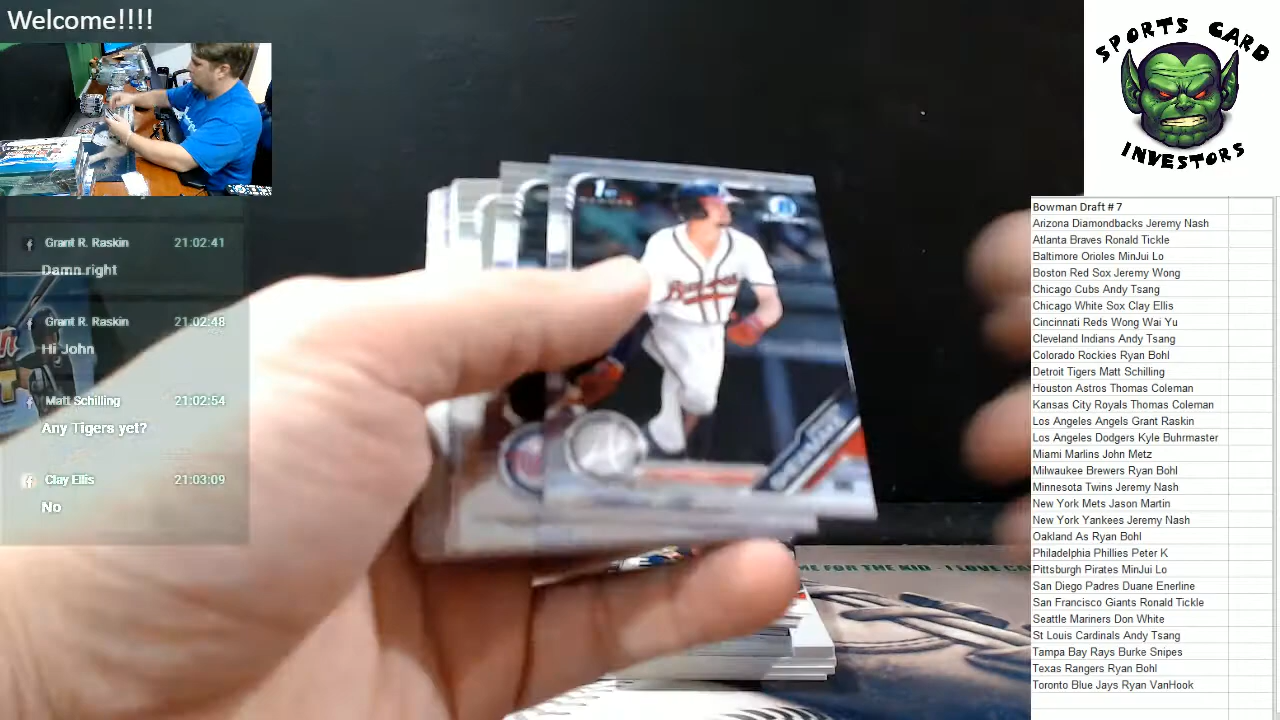 Welcome!!!!
SPORTS CARD
INVESTORS
Grant R. Raskin 21:02:41
Damn right
Grant R. Raskin 21:02:48
Hi John
Matt Schilling 21:02:54
Any Tigers yet?
Clay Ellis 21:03:09
No
1st
Braves
ME FOR THE KID - I LOVE
Bowman Draft # 7
Arizona Diamondbacks Jeremy Nash
Atlanta Braves Ronald Tickle
Baltimore Orioles MinJui Lo
Boston Red Sox Jeremy Wong
Chicago Cubs Andy Tsang
Chicago White Sox Clay Ellis
Cincinnati Reds Wong Wai Yu
Cleveland Indians Andy Tsang
Colorado Rockies Ryan Bohl
Detroit Tigers Matt Schilling
Houston Astros Thomas Coleman
Kansas City Royals Thomas Coleman
Los Angeles Angels Grant Raskin
Los Angeles Dodgers Kyle Buhrmaster
Miami Marlins John Metz
Milwaukee Brewers Ryan Bohl
Minnesota Twins Jeremy Nash
New York Mets Jason Martin
New York Yankees Jeremy Nash
Oakland As Ryan Bohl
Philadelphia Phillies Peter K
Pittsburgh Pirates MinJui Lo
San Diego Padres Duane Enerline
San Francisco Giants Ronald Tickle
Seattle Mariners Don White
St Louis Cardinals Andy Tsang
Tampa Bay Rays Burke Snipes
Texas Rangers Ryan Bohl
Toronto Blue Jays Ryan VanHook